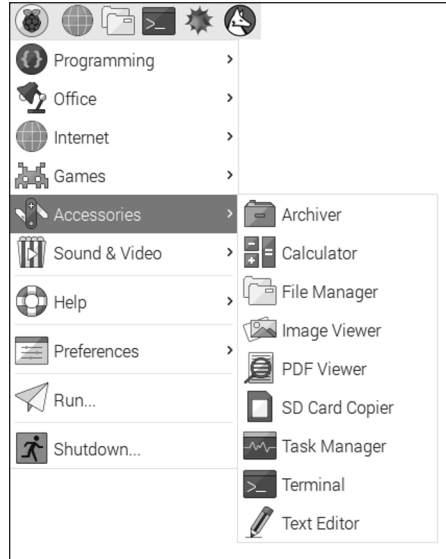 Programming
Office
Internet
Games
Accessories
Sound & Video
Help
Preferences
Run...
Shutdown...
Archiver
Calculator
File Manager
Image Viewer
PDF Viewer
SD Card Copier
Task Manager
Terminal
Text Editor